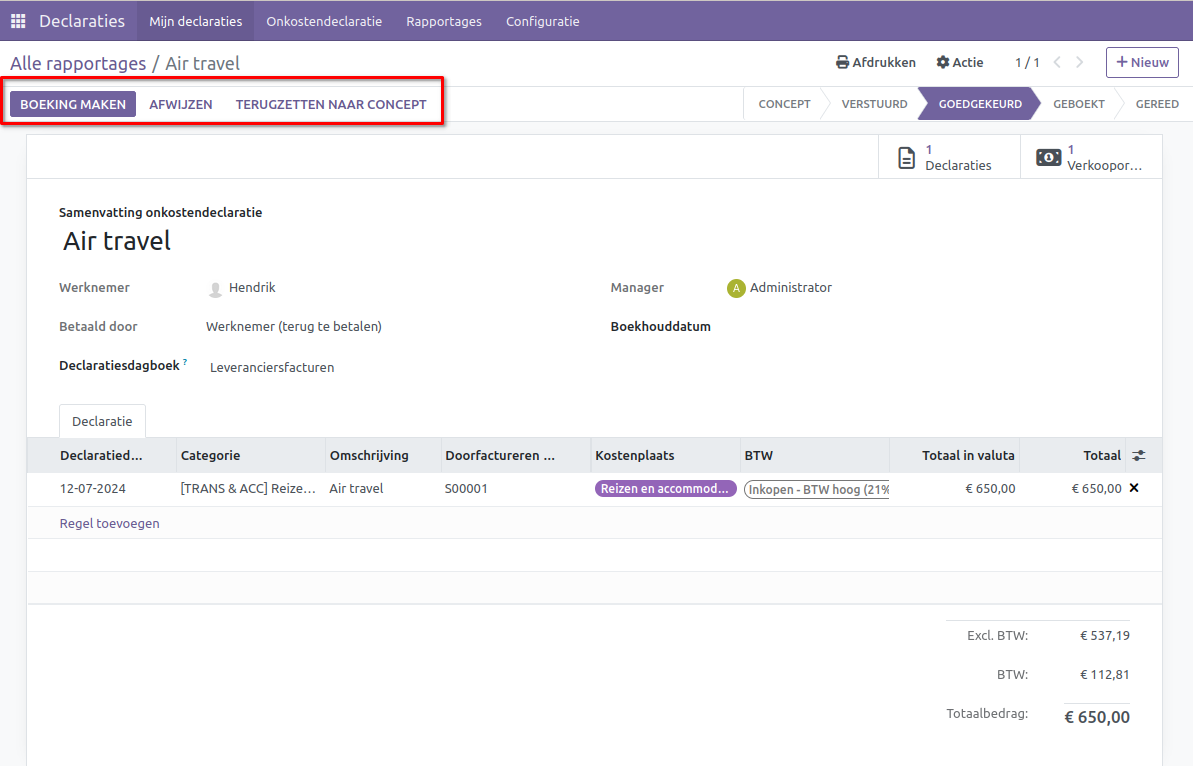 Declaraties Mijn declaraties Onkostendeclaratie Rapportages Configuratie
Alle rapportages / Air travel Afdrukken Actie 1 / 1 + Nieuw
BOEKING MAKEN AFWIJZEN TERUGZETTEN NAAR CONCEPT CONCEPT VERSTUURD GOEDGEKEURD GEBOEKT GEREED
1
Declaraties
1
Verkoopor...
Samenvatting onkostendeclaratie
Air travel
Werknemer Hendrik Manager A Administrator
Betaald door Werknemer (terug te betalen) Boekhouddatum
Declaratiesdagboek ? Leveranciersfacturen
Declaratie
Declaratied... Categorie Omschrijving Doorfactureren ... Kostenplaats BTW Totaal in valuta Totaal
12-07-2024 [TRANS & ACC] Reize... Air travel S00001 Reizen en accommod... Inkopen - BTW hoog (21% € 650,00 € 650,00
Regel toevoegen
Excl. BTW: € 537,19
BTW: € 112,81
Totaalbedrag: € 650,00